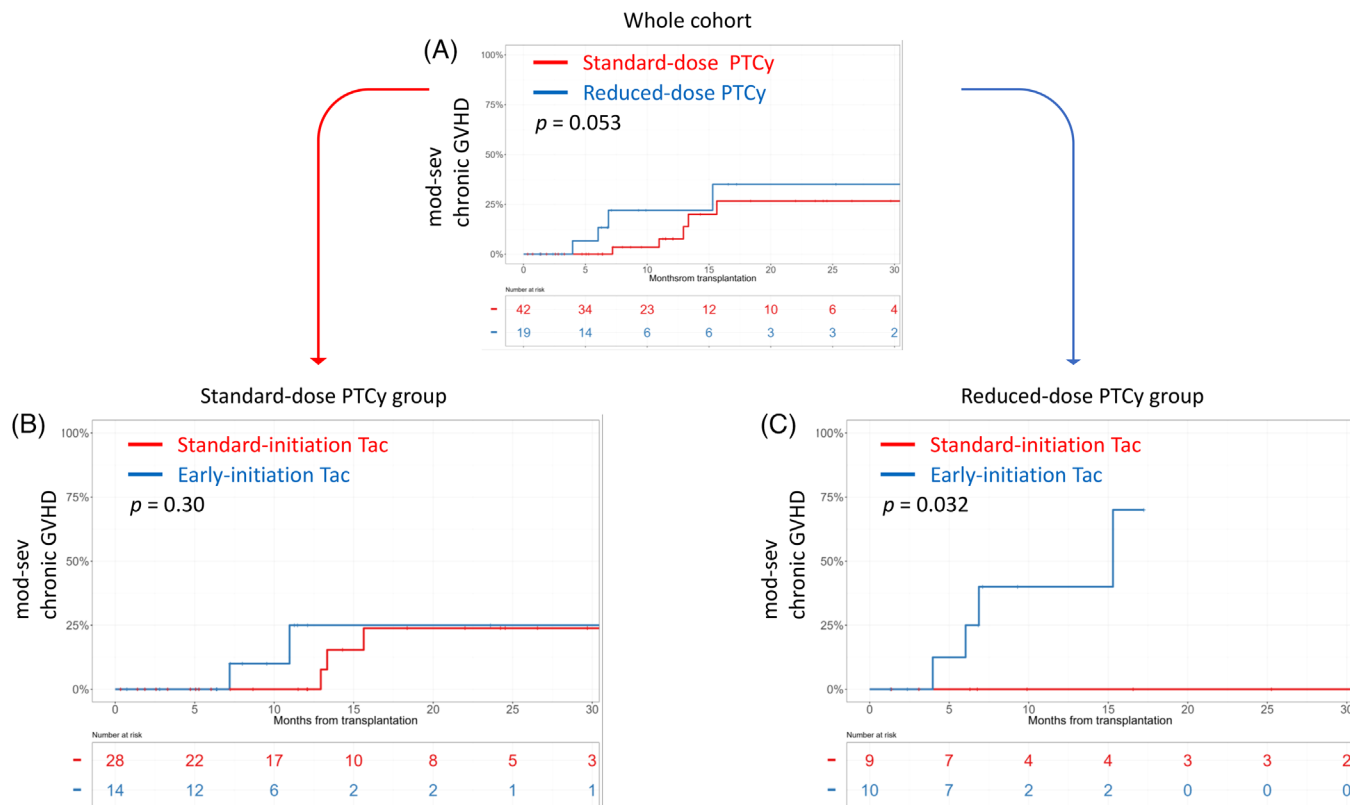 Whole cohort
(A)
100%
75%
50%
25%
0%
mod-sev
chronic GVHD
Standard-dose PTCy
Reduced-dose PTCy
p = 0.053
0 5 10 15 20 25 30
Monthsrom transplantation
Number at risk
42 34 23 12 10 6 4
19 14 6 6 3 3 2
Standard-dose PTCy group
(B)
100%
75%
50%
25%
0%
mod-sev
chronic GVHD
Standard-initiation Tac
Early-initiation Tac
p = 0.30
0 5 10 15 20 25 30
Months from transplantation
Number at risk
28 22 17 10 8 5 3
14 12 6 2 2 1 1
Reduced-dose PTCy group
(C)
100%
75%
50%
25%
0%
mod-sev
chronic GVHD
Standard-initiation Tac
Early-initiation Tac
p = 0.032
0 5 10 15 20 25 30
Months from transplantation
Number at risk
9 7 4 4 3 3 2
10 7 2 2 0 0 0